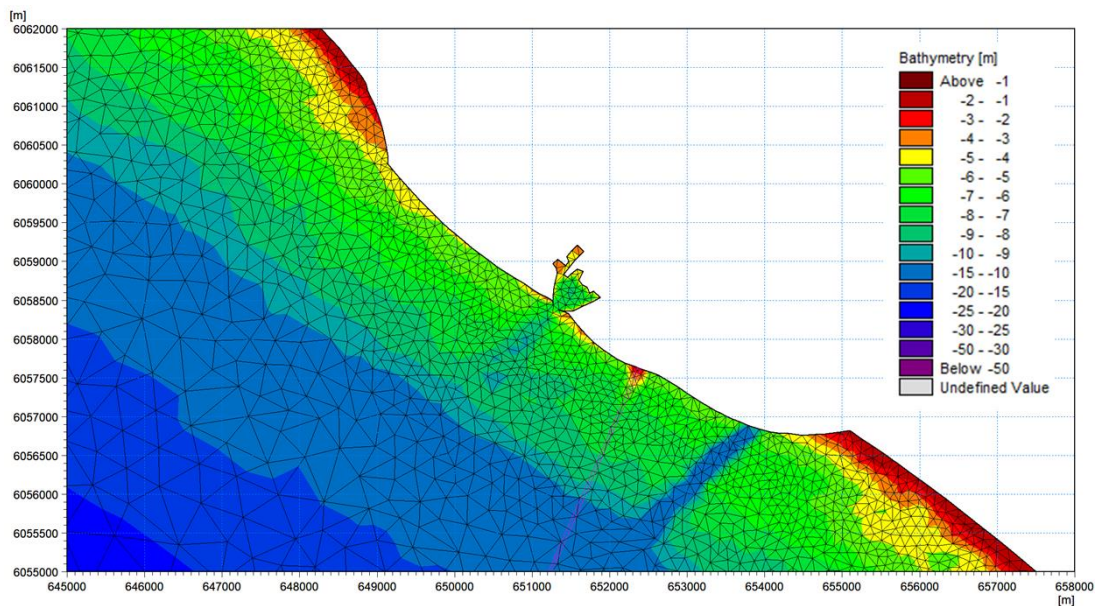 [m]
6062000
6061500
6061000
6060500
6060000
6059500
6059000
6058500
6058000
6057500
6057000
6056500
6056000
6055500
6055000
Bathymetry [m]
Above -1
-2 - -1
-3 - -2
-4 - -3
-5 - -4
-6 - -5
-7 - -6
-8 - -7
-9 - -8
-10 - -9
-15 - -10
-20 - -15
-25 - -20
-30 - -25
-50 - -30
Below -50
Undefined Value
645000 646000 647000 648000 649000 650000 651000 652000 653000 654000 655000 656000 657000 658000
[m]